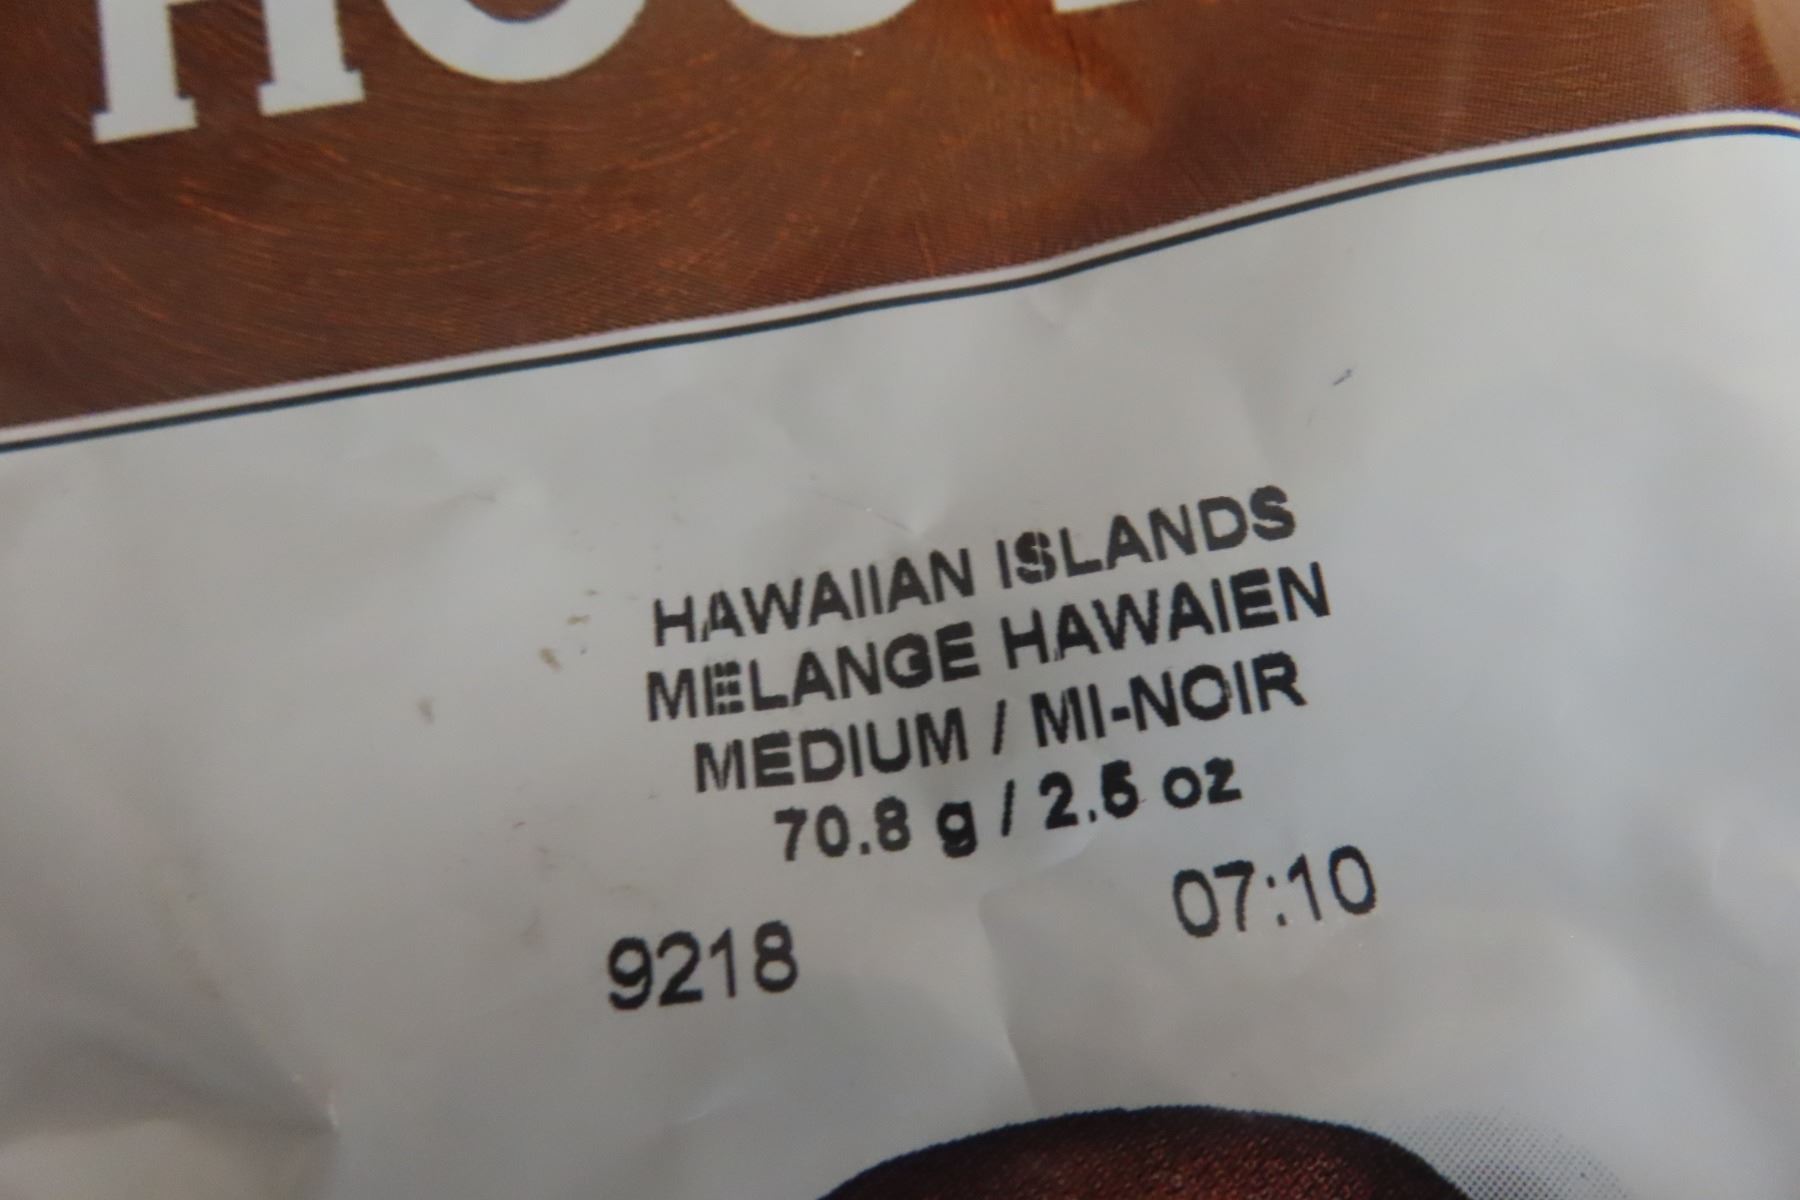 HAWAIIAN ISLANDS
MELANGE HAWAIEN
MEDIUM / MI-NOIR
70.8 g / 2.5 oz
07:10
9218